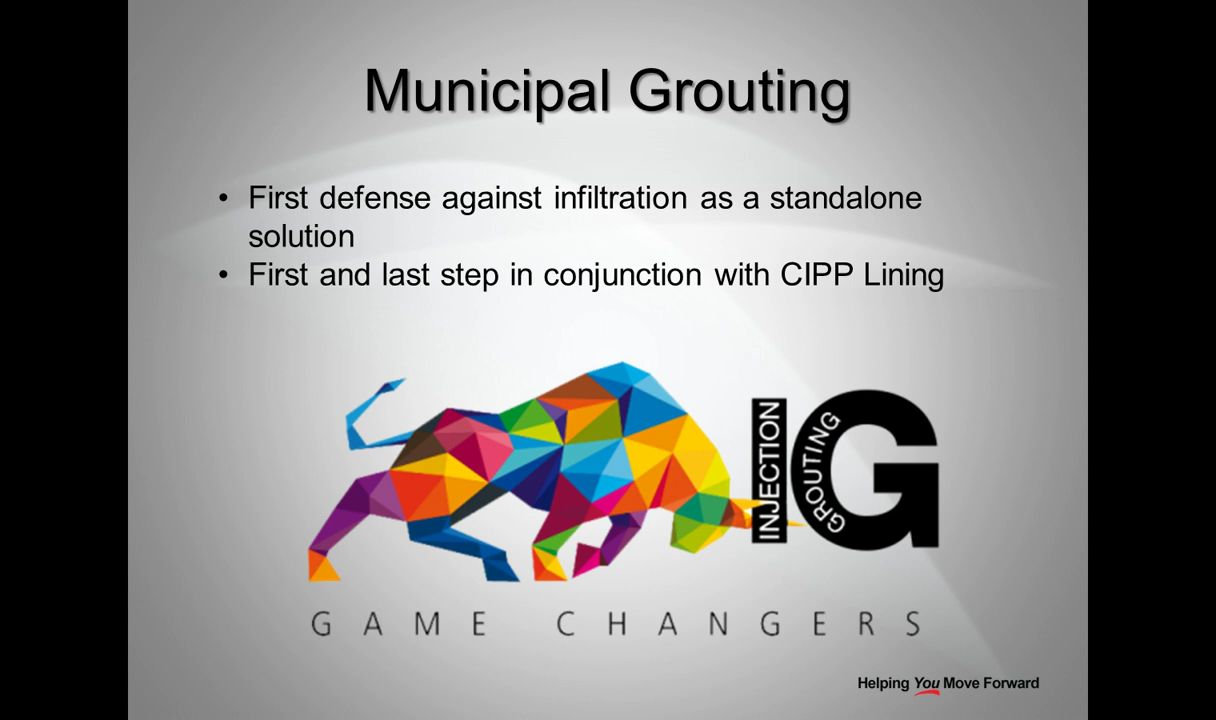 Municipal Grouting
• First defense against infiltration as a standalone
solution
• First and last step in conjunction with CIPP Lining
INJECTION
GROUTING
IG
GAME CHANGERS
Helping You Move Forward